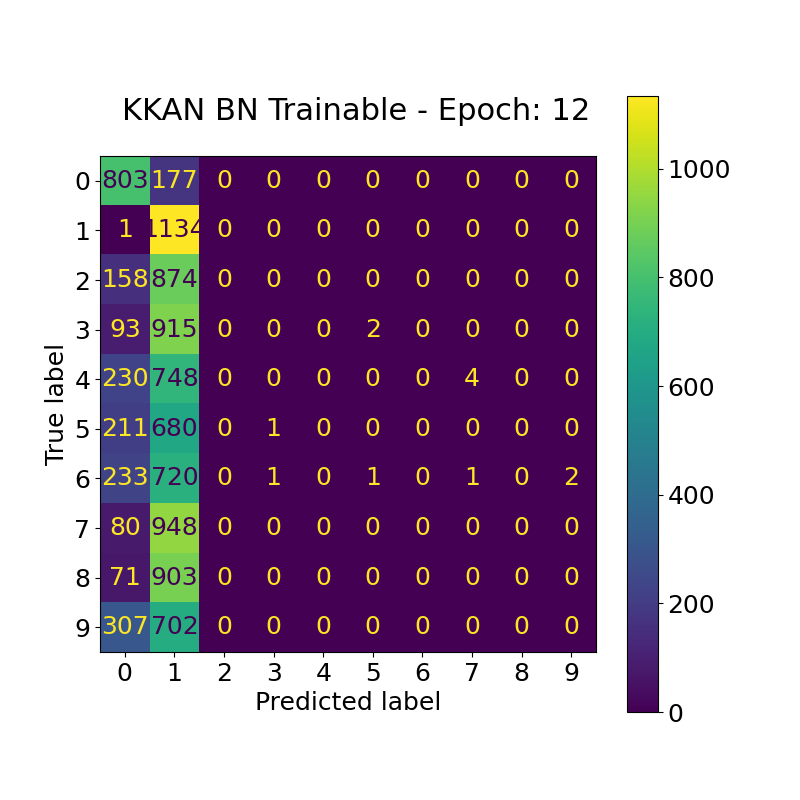 KKAN BN Trainable - Epoch: 12
0 803 177 0 0 0 0 0 0 0 0
1 1 1134 0 0 0 0 0 0 0 0
2 158 874 0 0 0 0 0 0 0 0
3 93 915 0 0 0 2 0 0 0 0
4 230 748 0 0 0 0 0 4 0 0
5 211 680 0 1 0 0 0 0 0 0
6 233 720 0 1 0 1 0 1 0 2
7 80 948 0 0 0 0 0 0 0 0
8 71 903 0 0 0 0 0 0 0 0
9 307 702 0 0 0 0 0 0 0 0
0 1 2 3 4 5 6 7 8 9
Predicted label
True label
1000
800
600
400
200
0